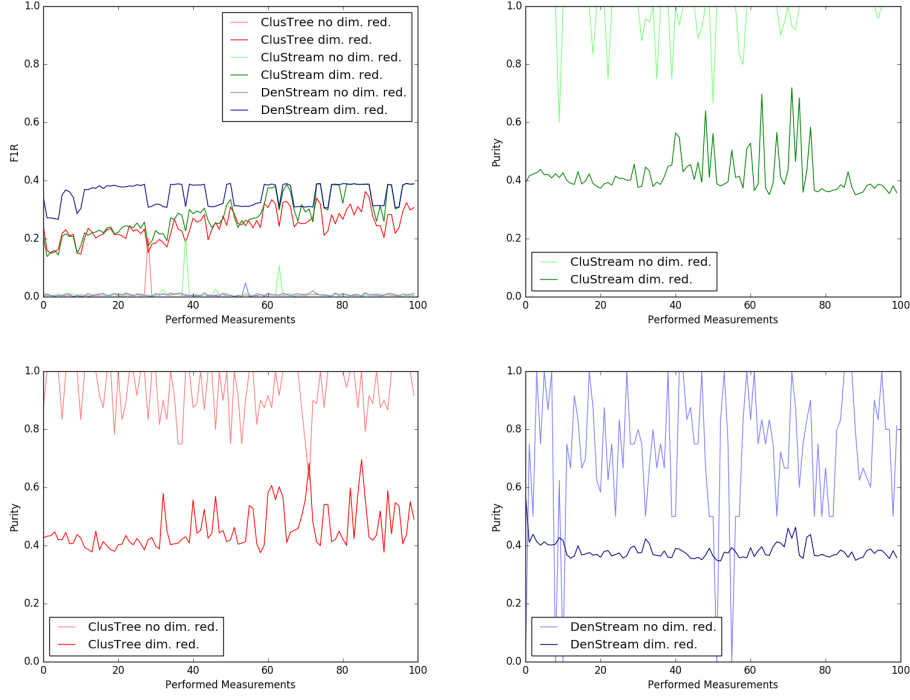 1.0
0.8
0.6
0.4
0.2
0.0
F1R
ClusTree no dim. red.
ClusTree dim. red.
CluStream no dim. red.
CluStream dim. red.
DenStream no dim. red.
DenStream dim. red.
0 20 40 60 80 100
Performed Measurements
1.0
0.8
0.6
0.4
0.2
0.0
Purity
CluStream no dim. red.
CluStream dim. red.
0 20 40 60 80 100
Performed Measurements
1.0
0.8
0.6
0.4
0.2
0.0
Purity
ClusTree no dim. red.
ClusTree dim. red.
0 20 40 60 80 100
Performed Measurements
1.0
0.8
0.6
0.4
0.2
0.0
Purity
DenStream no dim. red.
DenStream dim. red.
0 20 40 60 80 100
Performed Measurements